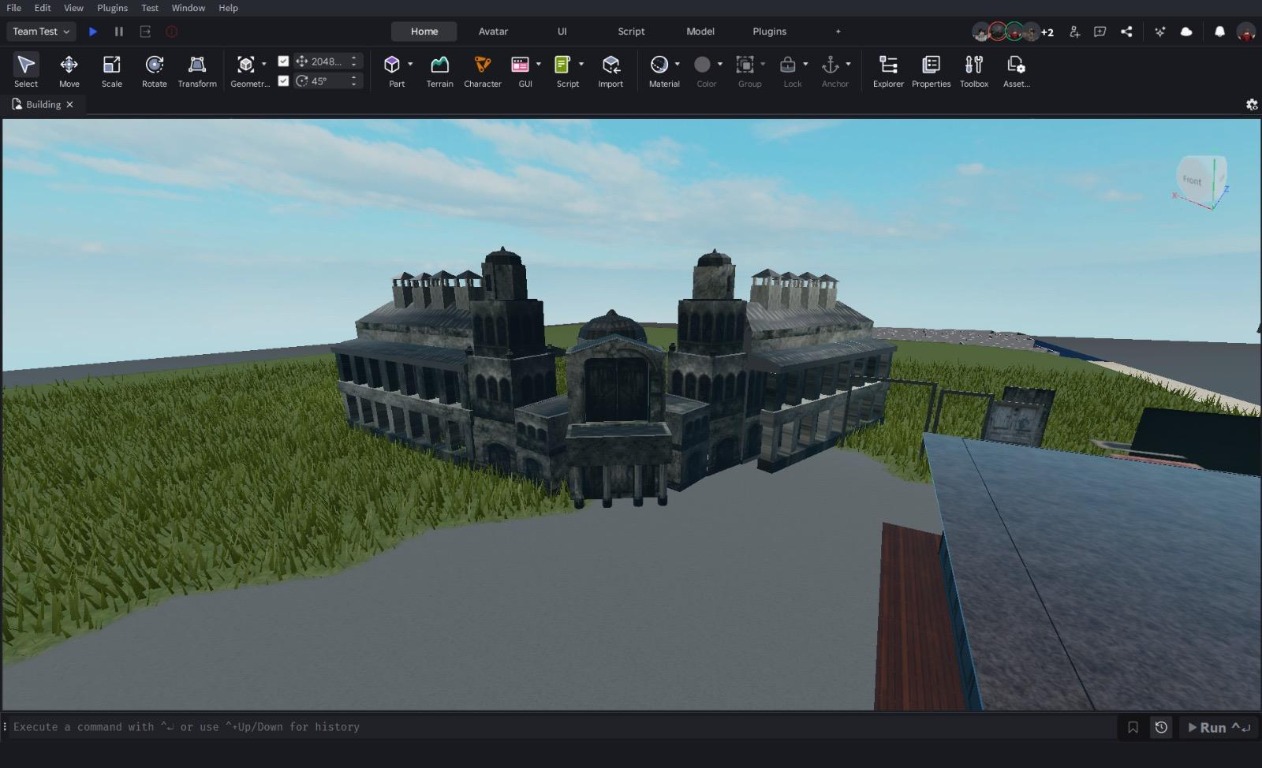 File Edit View Plugins Test Window Help
Team Test Home Avatar UI Script Model Plugins + +2
2048...
45°
Select Move Scale Rotate Transform Geometr... Part Terrain Character GUI Script Import Material Color Group Lock Anchor Explorer Properties Toolbox Asset...
Building ×
Front
X Z
Execute a command with ^↵ or use ^+Up/Down for history Run ^↵